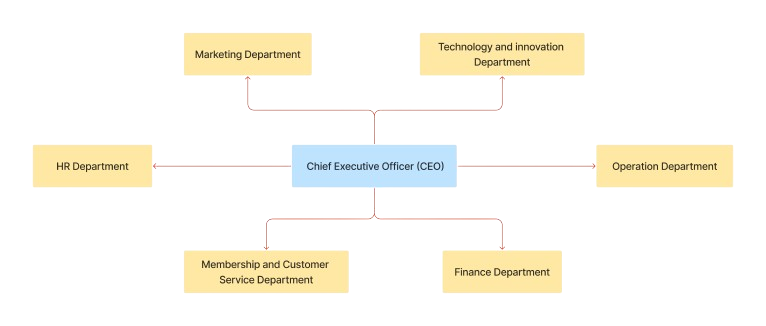 Marketing Department
Technology and innovation
Department
HR Department
Chief Executive Officer (CEO)
Operation Department
Membership and Customer
Service Department
Finance Department